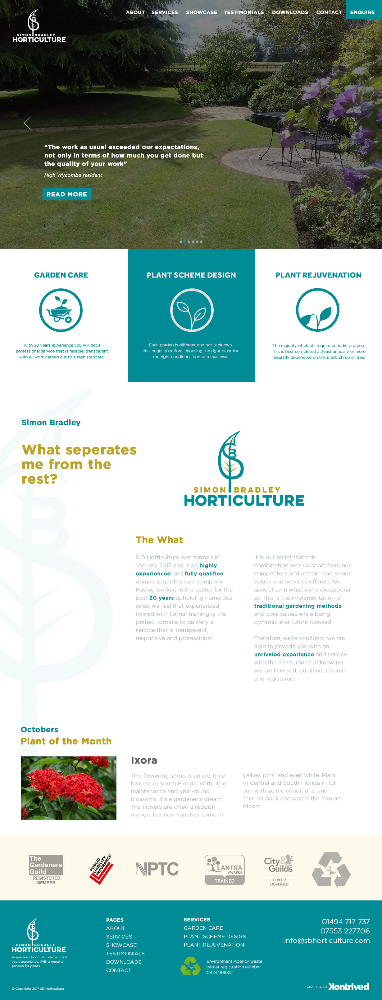 ABOUT SERVICES SHOWCASE TESTIMONIALS DOWNLOADS CONTACT ENQUIRE
SB
SIMON BRADLEY
HORTICULTURE
“The work as usual exceeded our expectations,
not only in terms of how much you get done but
the quality of your work”
High Wycombe resident
READ MORE
GARDEN CARE
With 20 years experience you will get a
professional service that is reliable, transparent
with all work carried out to a high standard.
PLANT SCHEME DESIGN
Each garden is different and has their own
challenges therefore, choosing the right plant for
the right conditions is vital to success.
PLANT REJUVENATION
The majority of plants require periodic pruning.
This is best completed at least annually or more
regularly depending on the plant, shrub or tree.
Simon Bradley
What seperates
me from the
rest?
SB
SIMON BRADLEY
HORTICULTURE
The What
S B Horticulture was formed in
January 2017 and is an highly
experienced and fully qualified
domestic garden care company.
Having worked in the sector for the
past 20 years upholding numerous
roles, we feel that experienced
twined with formal training is the
perfect formula to delivery a
service that is transparent,
responsive and professional.
It is our belief that this
combination sets us apart from our
competitors and remain true to our
values and services offered. We
specialise in what we're exceptional
at. This is the implementation of
traditional gardening methods
and core values while being
dynamic and future focused.
Therefore, we're confident we are
able to provide you with an
unrivaled experience and service
with the reassurance of knowing
we are licensed, qualified, insured
and registered.
Octobers
Plant of the Month
Ixora
This flowering shrub is an old-time
favorite in South Florida. With little
maintenance and year-round
blossoms, it's a gardener's dream.
The flowers are often a reddish
orange, but new varieties come in
yellow, pink, and even white. Plant
in Central and South Florida in full
sun with acidic conditions, and
then sit back and watch the flowers
bloom.
The
Gardeners
Guild
REGISTERED
MEMBER
PUBLIC
LIABILITY
INSURANCE
NPTC
LANTRA
AWARDS
TRAINED
City &
Guilds
LEVEL 2
QUALIFIED
SB
SIMON BRADLEY
HORTICULTURE
A specialist Horticulturalist with 20
years experience. With a genuine
passion for plants.
© Copyright 2017 SB Horticulture
PAGES
ABOUT
SERVICES
SHOWCASE
TESTIMONIALS
DOWNLOADS
CONTACT
SERVICES
GARDEN CARE
PLANT SCHEME DESIGN
PLANT REJUVENATION
Environment Agency waste
carrier registration number
CBDL196022
01494 717 737
07553 227706
info@sbhorticulture.com
CRAFTED BY Kontrived